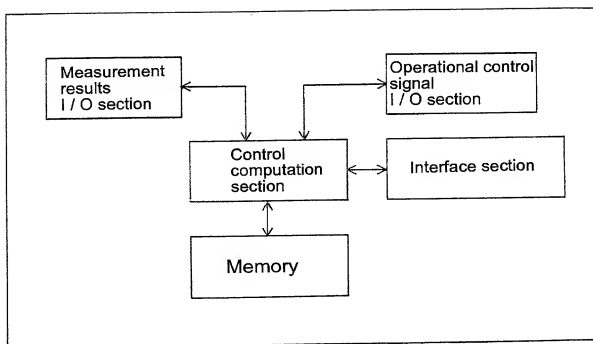 Measurement
results
I / O section
Operational control
signal
I / O section
Control
computation
section
Interface section
Memory